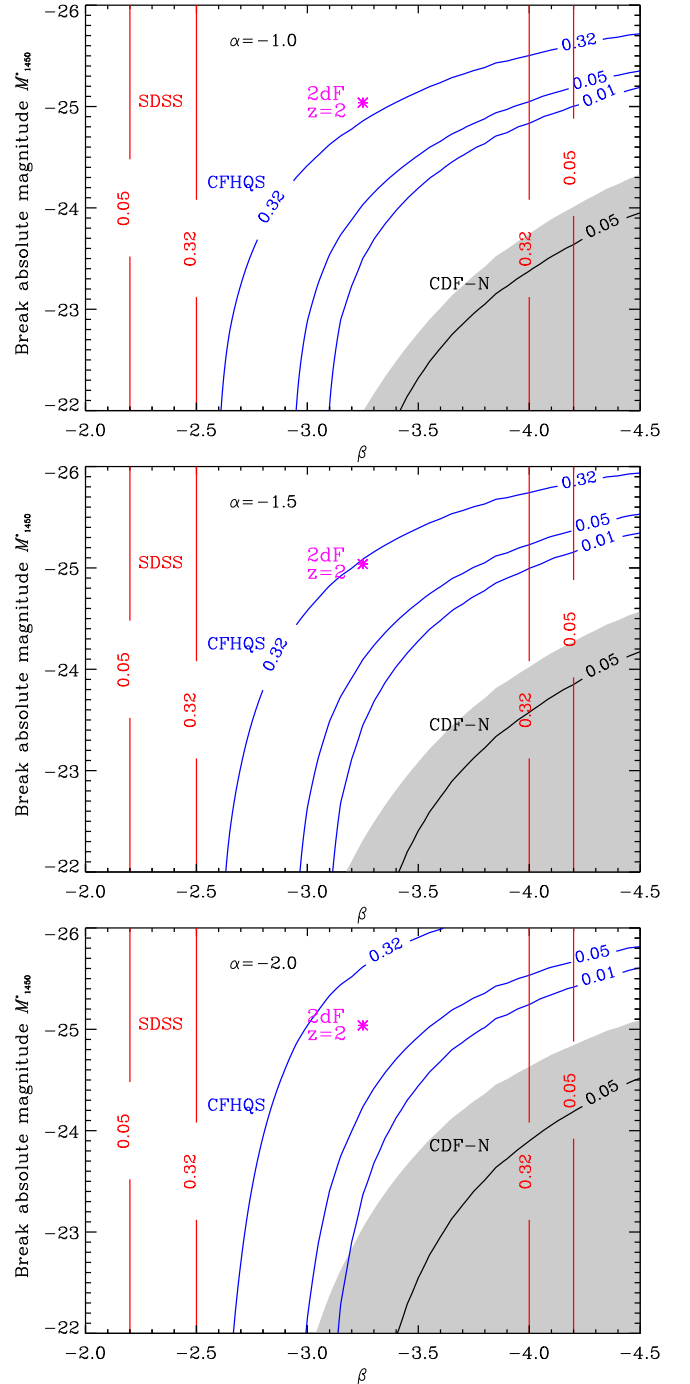 -26
α=-1.0
0.32
-25
SDSS
2dF
z=2
0.05
0.01
CFHQS
0.32
-24
0.05
0.05
0.32
0.32
0.05
CDF-N
-23
-22
-2.0 -2.5 -3.0 -3.5 -4.0 -4.5
β
Break absolute magnitude M*1450
-26
α=-1.5
0.32
-25
SDSS
2dF
z=2
0.05
0.01
CFHQS
0.32
-24
0.05
0.05
0.32
0.32
0.05
CDF-N
-23
-22
-2.0 -2.5 -3.0 -3.5 -4.0 -4.5
β
Break absolute magnitude M*1450
-26
α=-2.0
0.32
0.05
0.01
-25
SDSS
2dF
z=2
CFHQS
0.05
0.05
-24
0.05
CDF-N
0.32
0.32
-23
-22
-2.0 -2.5 -3.0 -3.5 -4.0 -4.5
β
Break absolute magnitude M*1450